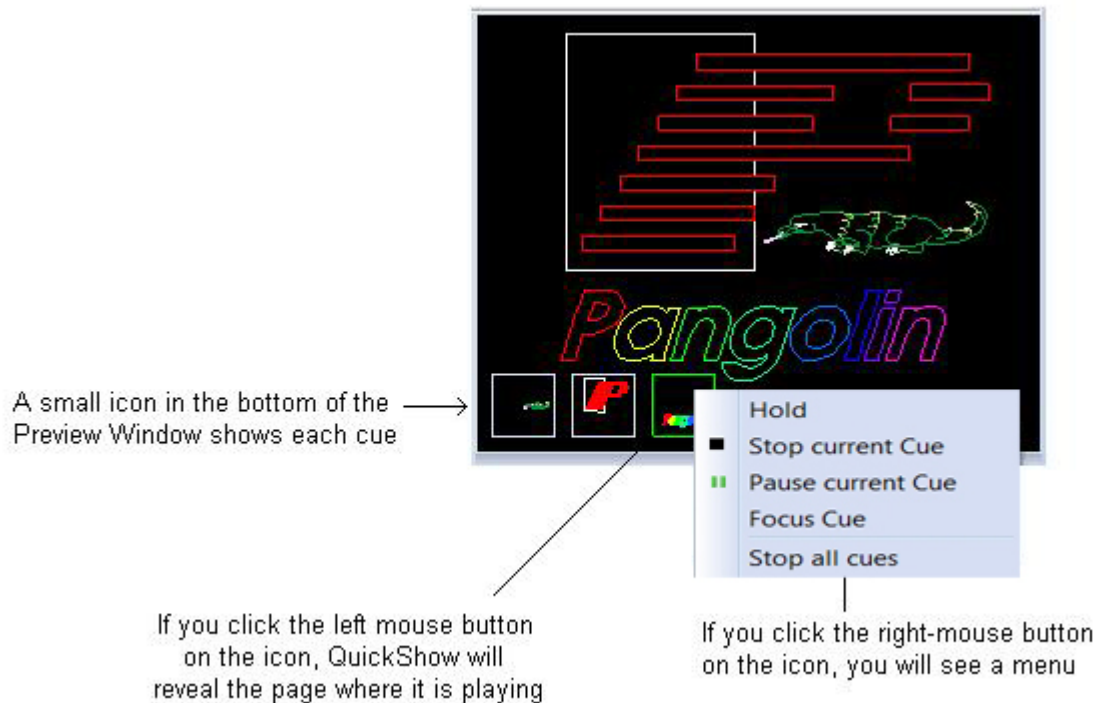 Pangolin
A small icon in the bottom of the
Preview Window shows each cue
Hold
Stop current Cue
Pause current Cue
Focus Cue
Stop all cues
If you click the left mouse button
on the icon, QuickShow will
reveal the page where it is playing
If you click the right-mouse button
on the icon, you will see a menu